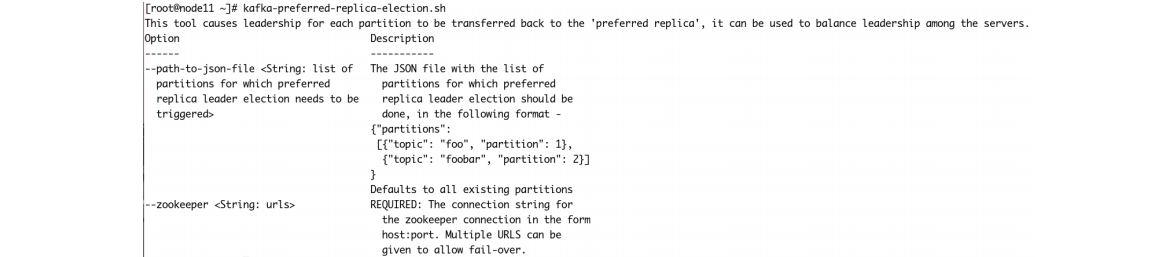 [root@node11 ~]# kafka-preferred-replica-election.sh
This tool causes leadership for each partition to be transferred back to the 'preferred replica', it can be used to balance leadership among the servers.
Option                                  Description
------                                  -----------
--path-to-json-file <String: list of    The JSON file with the list of
  partitions for which preferred          partitions for which preferred
  replica leader election needs to be     replica leader election should be
  triggered>                              done, in the following format -
                                        {"partitions":
                                         [{"topic": "foo", "partition": 1},
                                          {"topic": "foobar", "partition": 2}]
                                        }
                                        Defaults to all existing partitions
--zookeeper <String: urls>              REQUIRED: The connection string for
                                          the zookeeper connection in the form
                                          host:port. Multiple URLS can be
                                          given to allow fail-over.